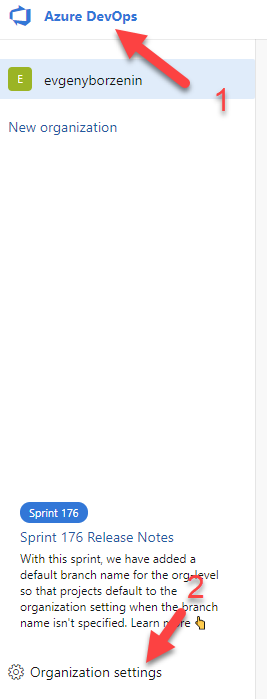 Azure DevOps
1
E
evgenyborzenin
New organization
Sprint 176
Sprint 176 Release Notes
With this sprint, we have added a
default branch name for the org-level
so that projects default to the
organization setting when the branch
name isn't specified. Learn more
2
Organization settings